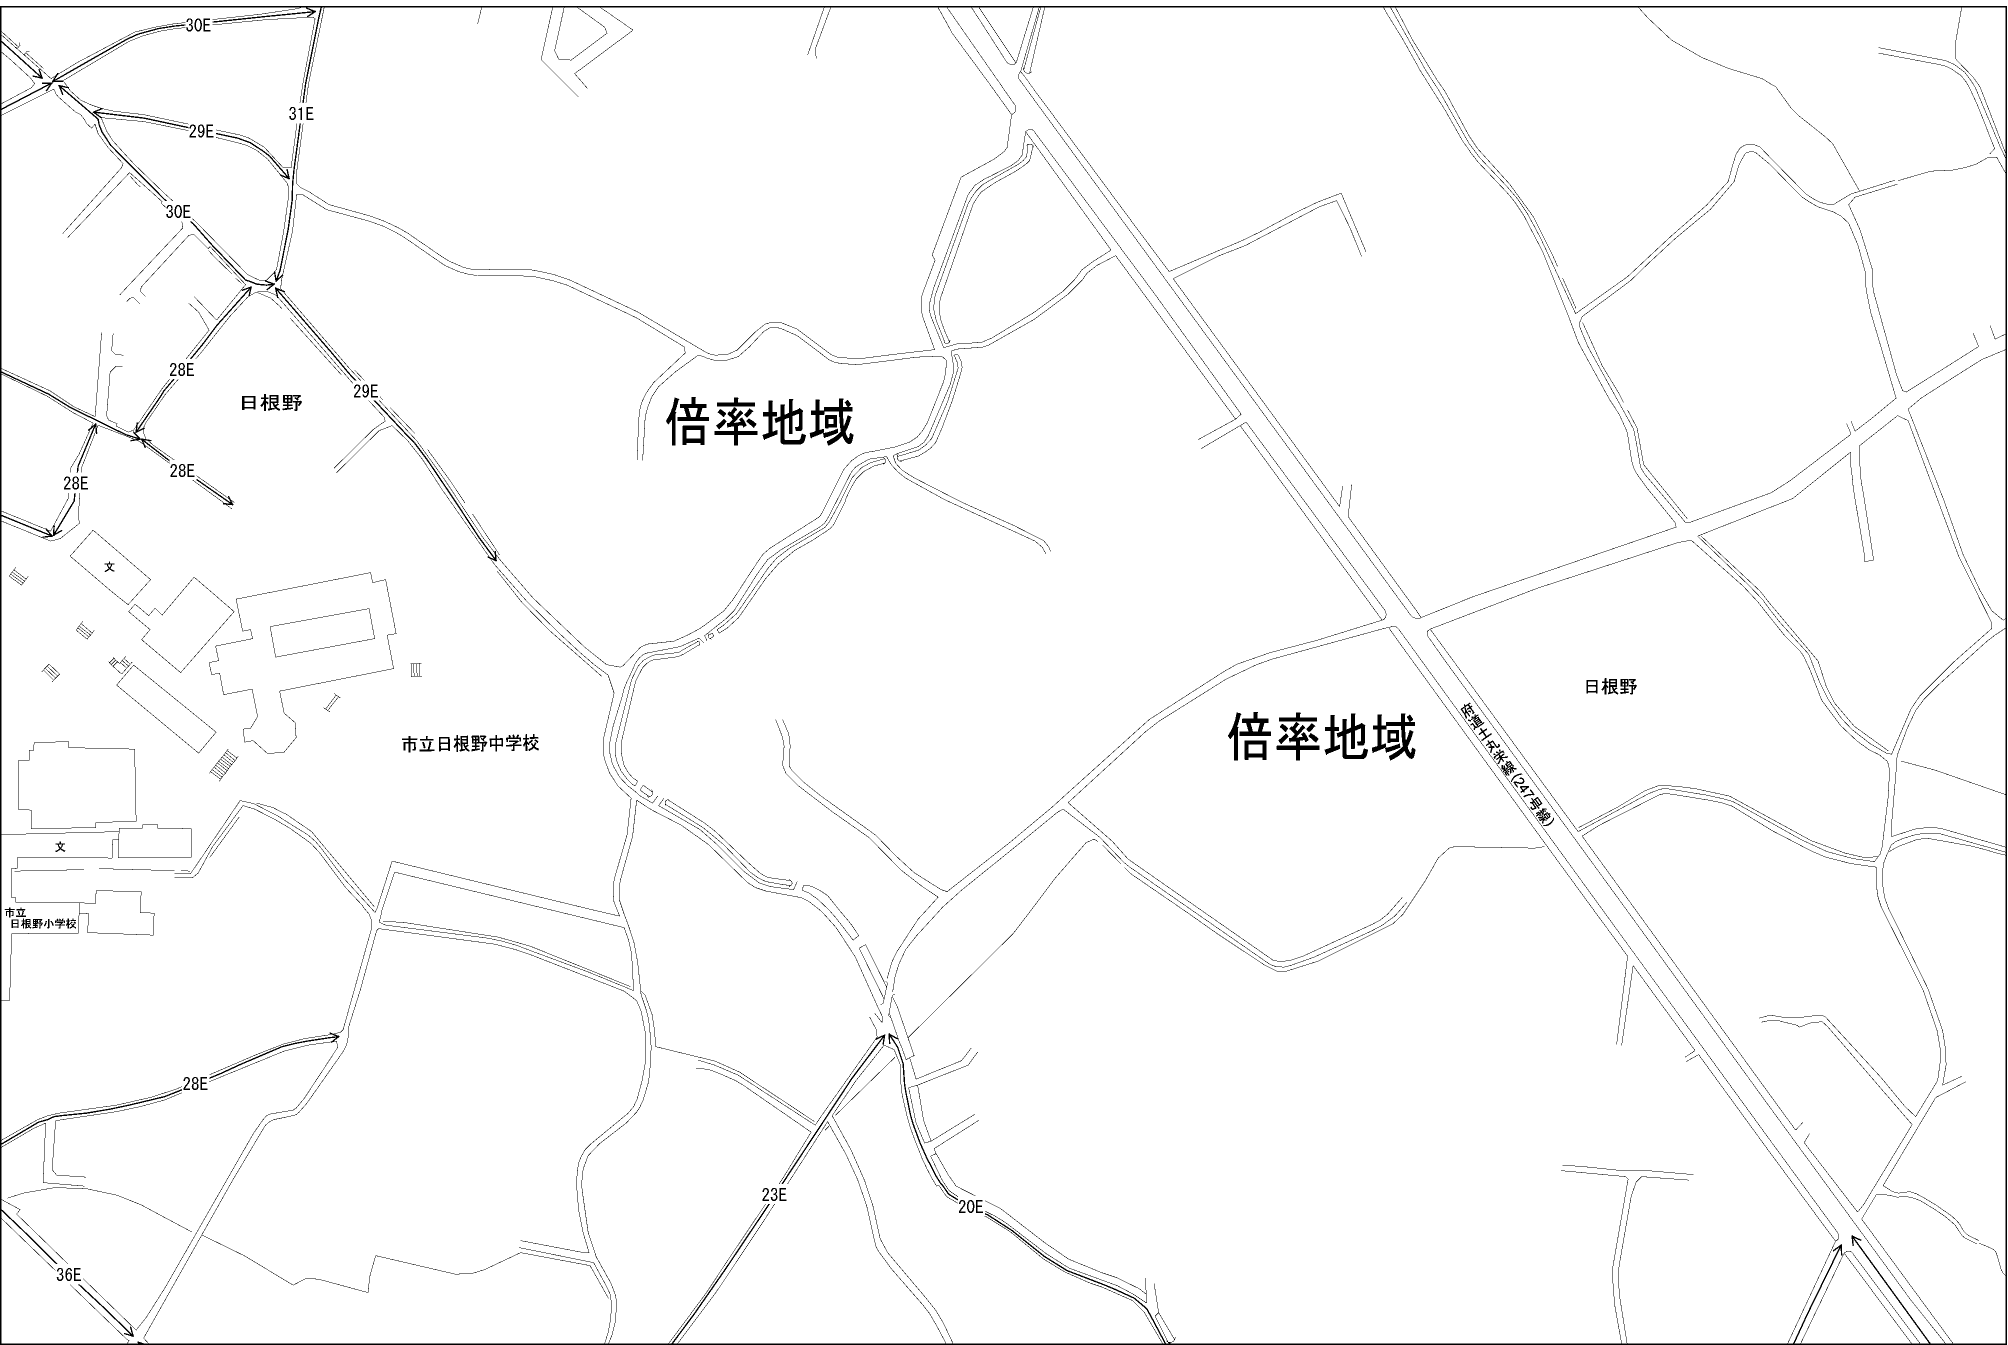 30E
31E
29E
30E
28E
29E
日根野
倍率地域
28E
28E
文
日根野
府道土丸栄線(247号線)
倍率地域
市立日根野中学校
文
市立
日根野小学校
28E
23E
20E
36E